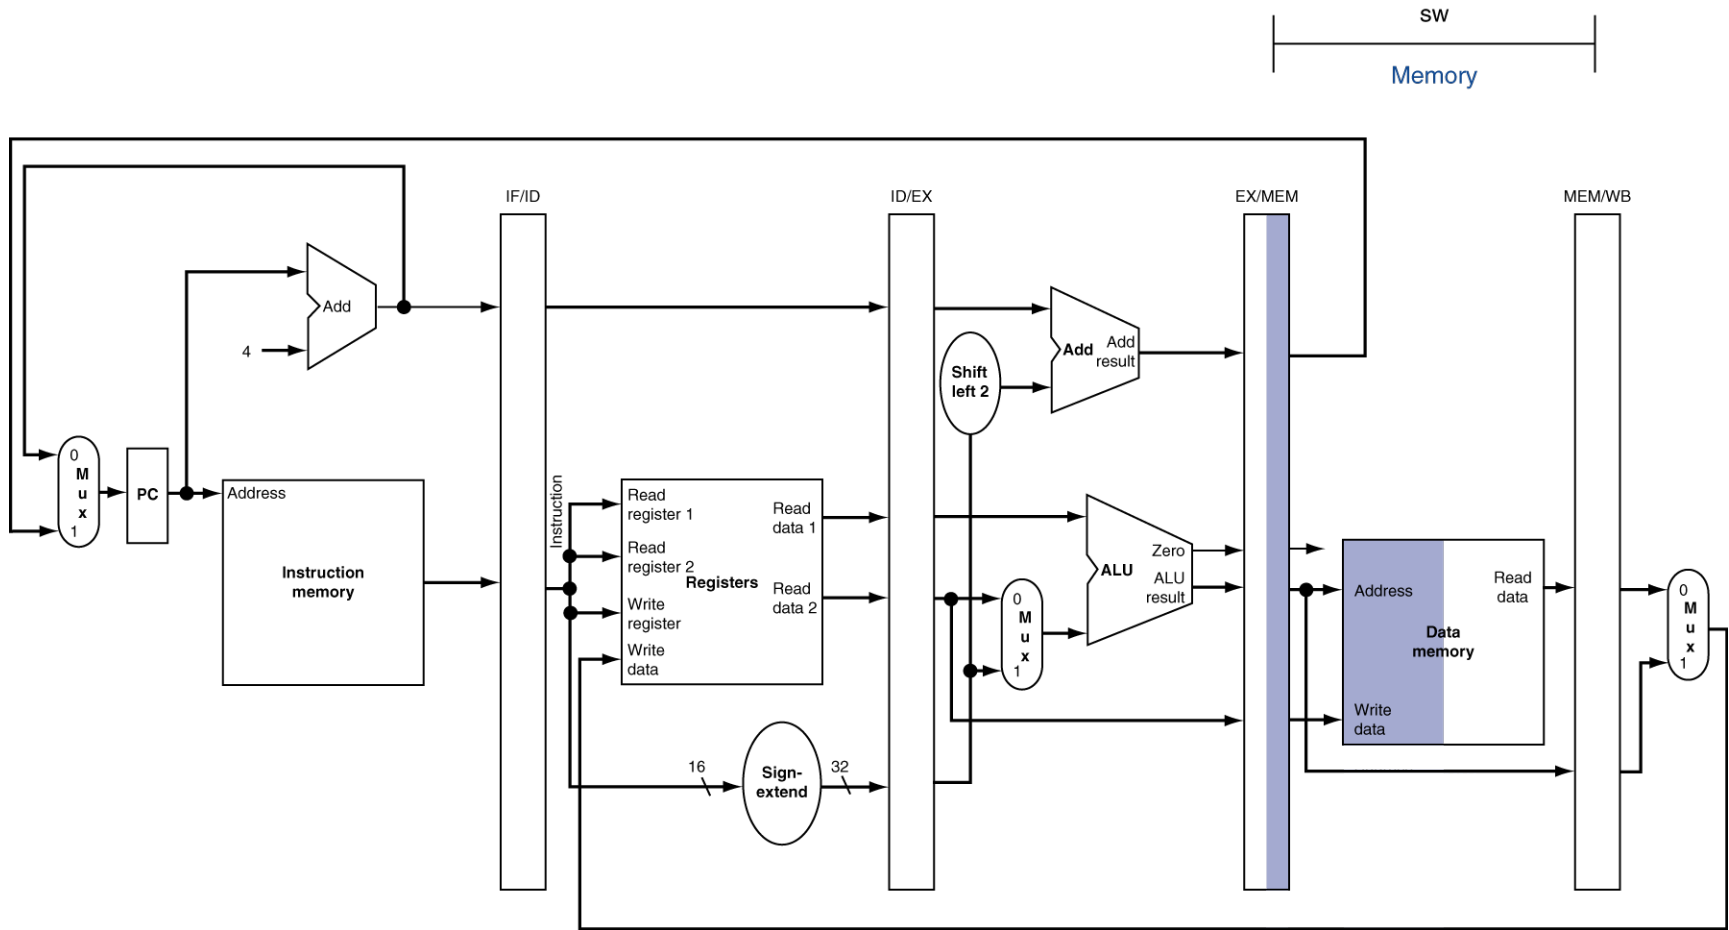 SW
Memory
IF/ID
ID/EX
EX/MEM
MEM/WB
Add
4
Add
Add
result
Shift
left 2
0
M
u
x
1
PC
Address
Instruction
memory
Instruction
Read
register 1
Read
register 2
Write
register
Write
data
Registers
Read
data 1
Read
data 2
16
Sign-
extend
32
0
M
u
x
1
Zero
ALU
ALU
result
Address
Read
data
Data
memory
Write
data
0
M
u
x
1